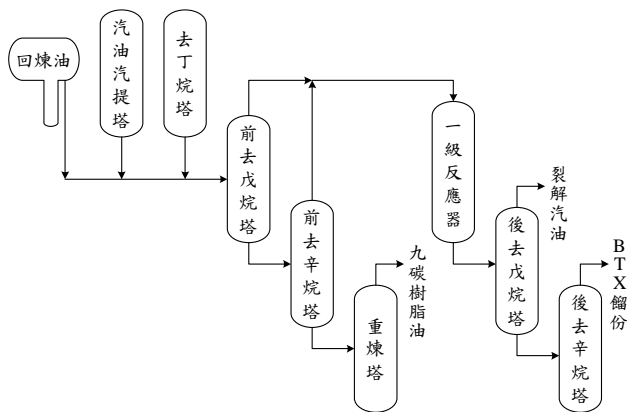 回煉油
汽油汽提塔
去丁烷塔
前去戊烷塔
前去辛烷塔
九碳樹脂油
重煉塔
一級反應器
後去戊烷塔
裂解汽油
後去辛烷塔
BTX餾份